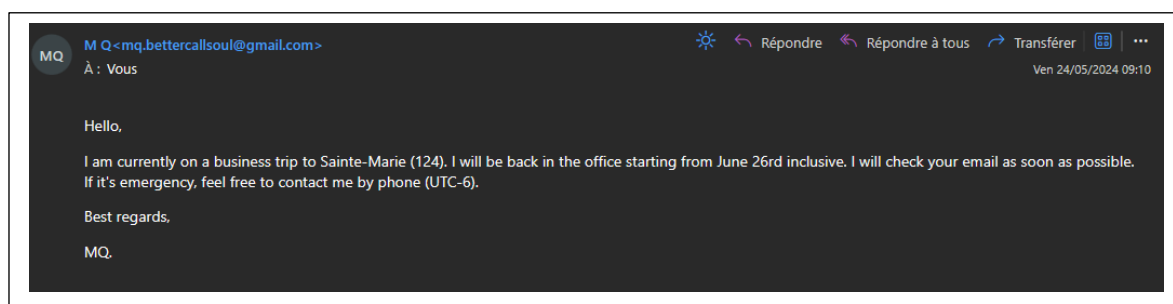 MQ
M Q<mq.bettercallsoul@gmail.com>
Répondre
Répondre à tous
Transférer
À : Vous
Ven 24/05/2024 09:10
Hello,
I am currently on a business trip to Sainte-Marie (124). I will be back in the office starting from June 26rd inclusive. I will check your email as soon as possible.
If it's emergency, feel free to contact me by phone (UTC-6).
Best regards,
MQ.